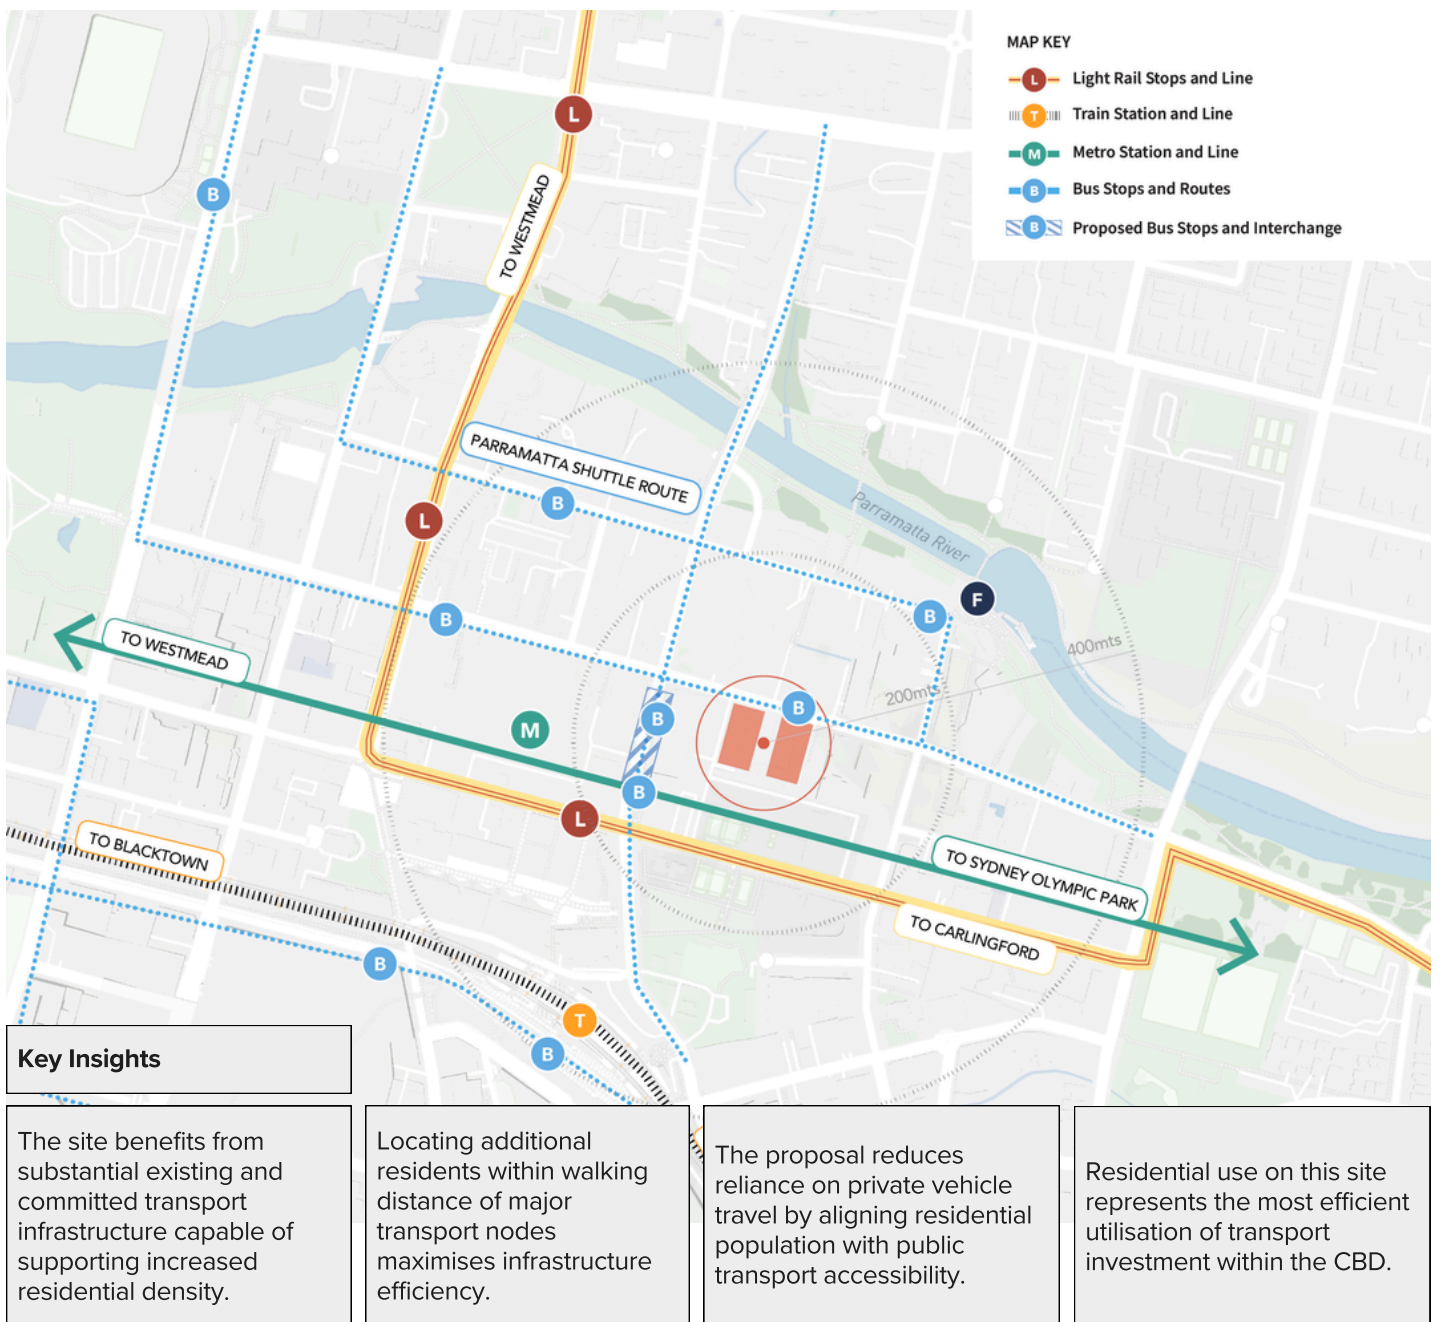 MAP KEY
L Light Rail Stops and Line
T Train Station and Line
M Metro Station and Line
B Bus Stops and Routes
B Proposed Bus Stops and Interchange
L
B
TO WESTMEAD
PARRAMATTA SHUTTLE ROUTE
B
L
Parramatta River
F
B
B
TO WESTMEAD
400mts
200mts
B
B
M
B
L
TO BLACKTOWN
TO SYDNEY OLYMPIC PARK
TO CARLINGFORD
B
T
B
Key Insights
The site benefits from
substantial existing and
committed transport
infrastructure capable of
supporting increased
residential density.
Locating additional
residents within walking
distance of major
transport nodes
maximises infrastructure
efficiency.
The proposal reduces
reliance on private vehicle
travel by aligning residential
population with public
transport accessibility.
Residential use on this site
represents the most efficient
utilisation of transport
investment within the CBD.